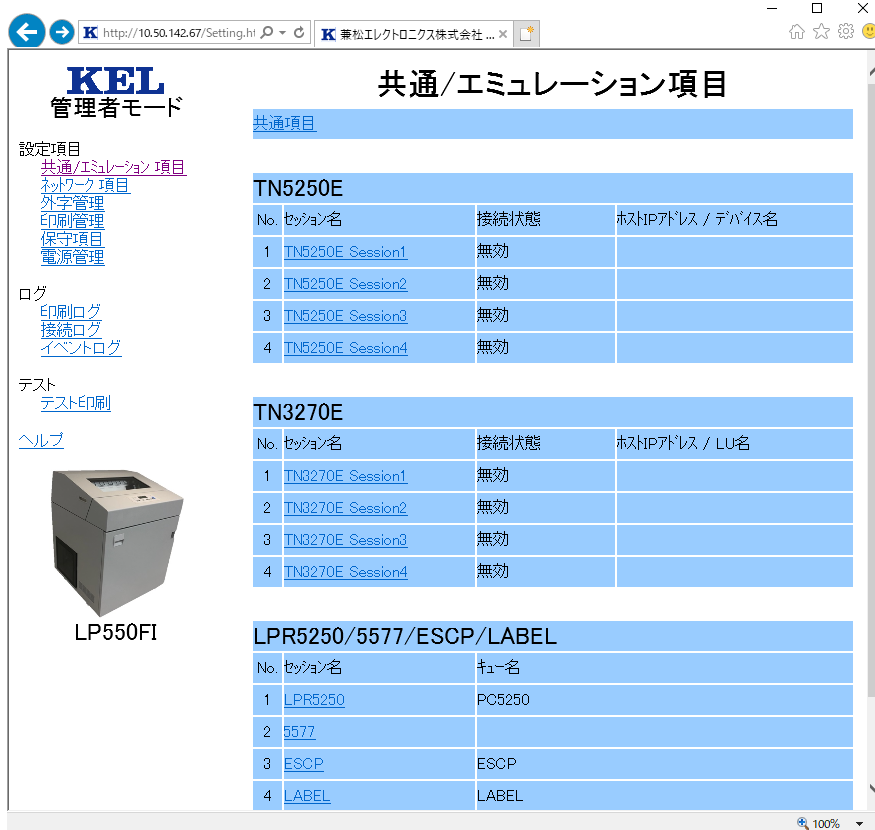 http://10.50.142.67/Setting.ht
K 兼松エレクトロニクス株式会社 ...
KEL
管理者モード
設定項目
共通/エミュレーション 項目
ネットワーク 項目
外字管理
印刷管理
保守項目
電源管理
ログ
印刷ログ
接続ログ
イベントログ
テスト
テスト印刷
ヘルプ
LP550FI
共通/エミュレーション項目
共通項目
TN5250E
No. セッション名 接続状態 ホストIPアドレス / デバイス名
1 TN5250E Session1 無効
2 TN5250E Session2 無効
3 TN5250E Session3 無効
4 TN5250E Session4 無効
TN3270E
No. セッション名 接続状態 ホストIPアドレス / LU名
1 TN3270E Session1 無効
2 TN3270E Session2 無効
3 TN3270E Session3 無効
4 TN3270E Session4 無効
LPR5250/5577/ESCP/LABEL
No. セッション名 キュー名
1 LPR5250 PC5250
2 5577
3 ESCP ESCP
4 LABEL LABEL
100%